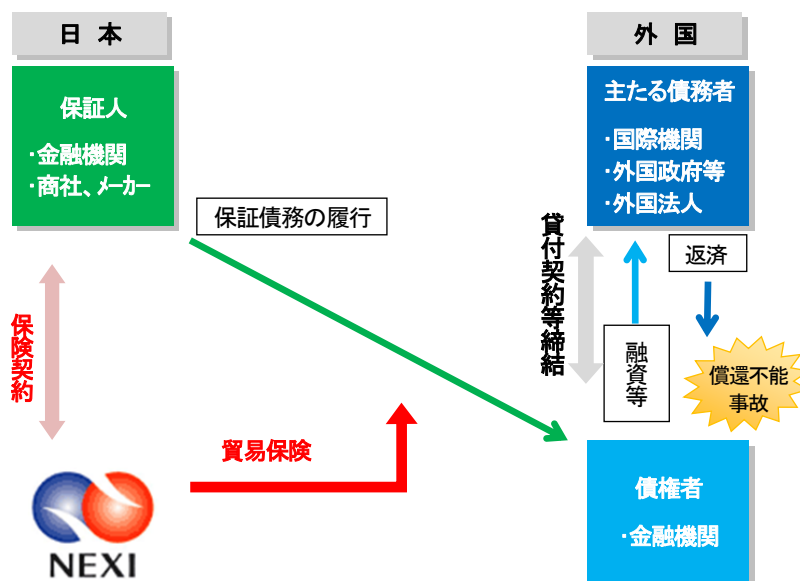 日 本
外 国
保証人
・金融機関
・商社、メーカー
主たる債務者
・国際機関
・外国政府等
・外国法人
保証債務の履行
貸付契約等締結
返済
融資等
償還不能
事故
保険契約
貿易保険
債権者
・金融機関
NEXI